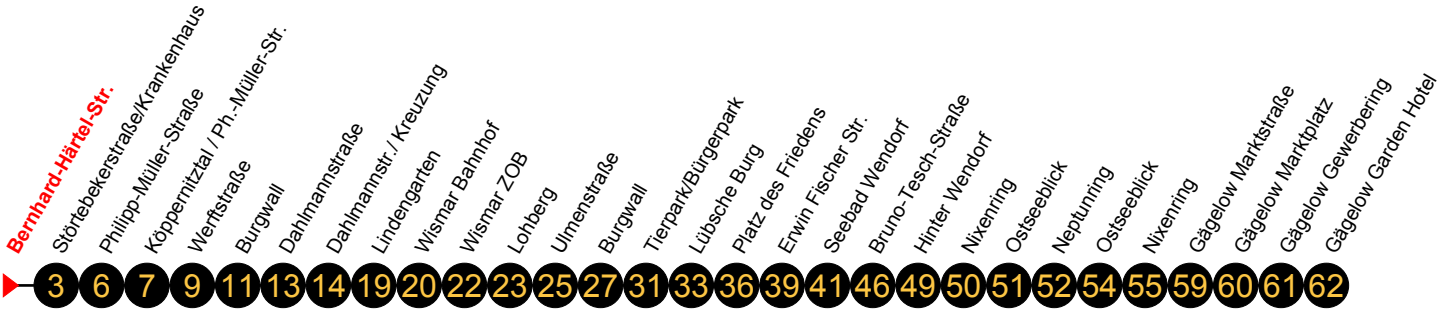 Bernhard-Härtel-Str.
Störtebekerstraße/Krankenhaus
Philipp-Müller-Straße
Köppernitztal / Ph.-Müller-Str.
Werftstraße
Burgwall
Dahlmannstraße
Dahlmannstr./ Kreuzung
Lindengarten
Wismar Bahnhof
Wismar ZOB
Lohberg
Ulmenstraße
Burgwall
Tierpark/Bürgerpark
Lübsche Burg
Platz des Friedens
Erwin Fischer Str.
Seebad Wendorf
Bruno-Tesch-Straße
Hinter Wendorf
Nixenring
Ostseeblick
Neptunring
Ostseeblick
Nixenring
Gägelow Marktstraße
Gägelow Marktplatz
Gägelow Gewerbering
Gägelow Garden Hotel
3 6 7 9 11 13 14 19 20 22 23 25 27 31 33 36 39 41 46 49 50 51 52 54 55 59 60 61 62